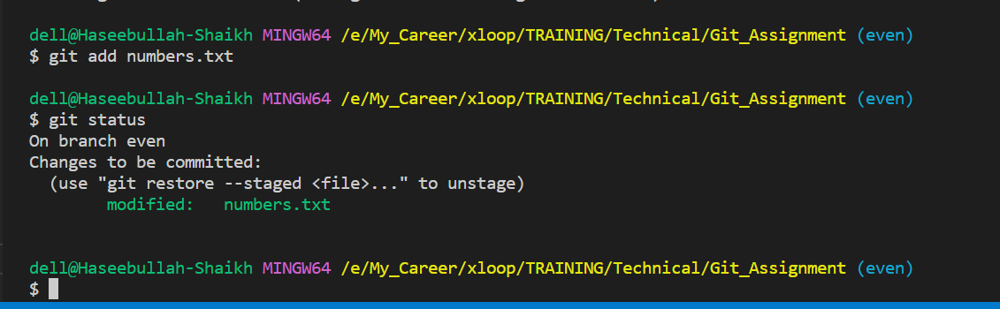 dell@Haseebullah-Shaikh MINGW64 /e/My_Career/xloop/TRAINING/Technical/Git_Assignment (even)
$ git add numbers.txt
dell@Haseebullah-Shaikh MINGW64 /e/My_Career/xloop/TRAINING/Technical/Git_Assignment (even)
$ git status
On branch even
Changes to be committed:
  (use "git restore --staged <file>..." to unstage)
        modified:   numbers.txt
dell@Haseebullah-Shaikh MINGW64 /e/My_Career/xloop/TRAINING/Technical/Git_Assignment (even)
$